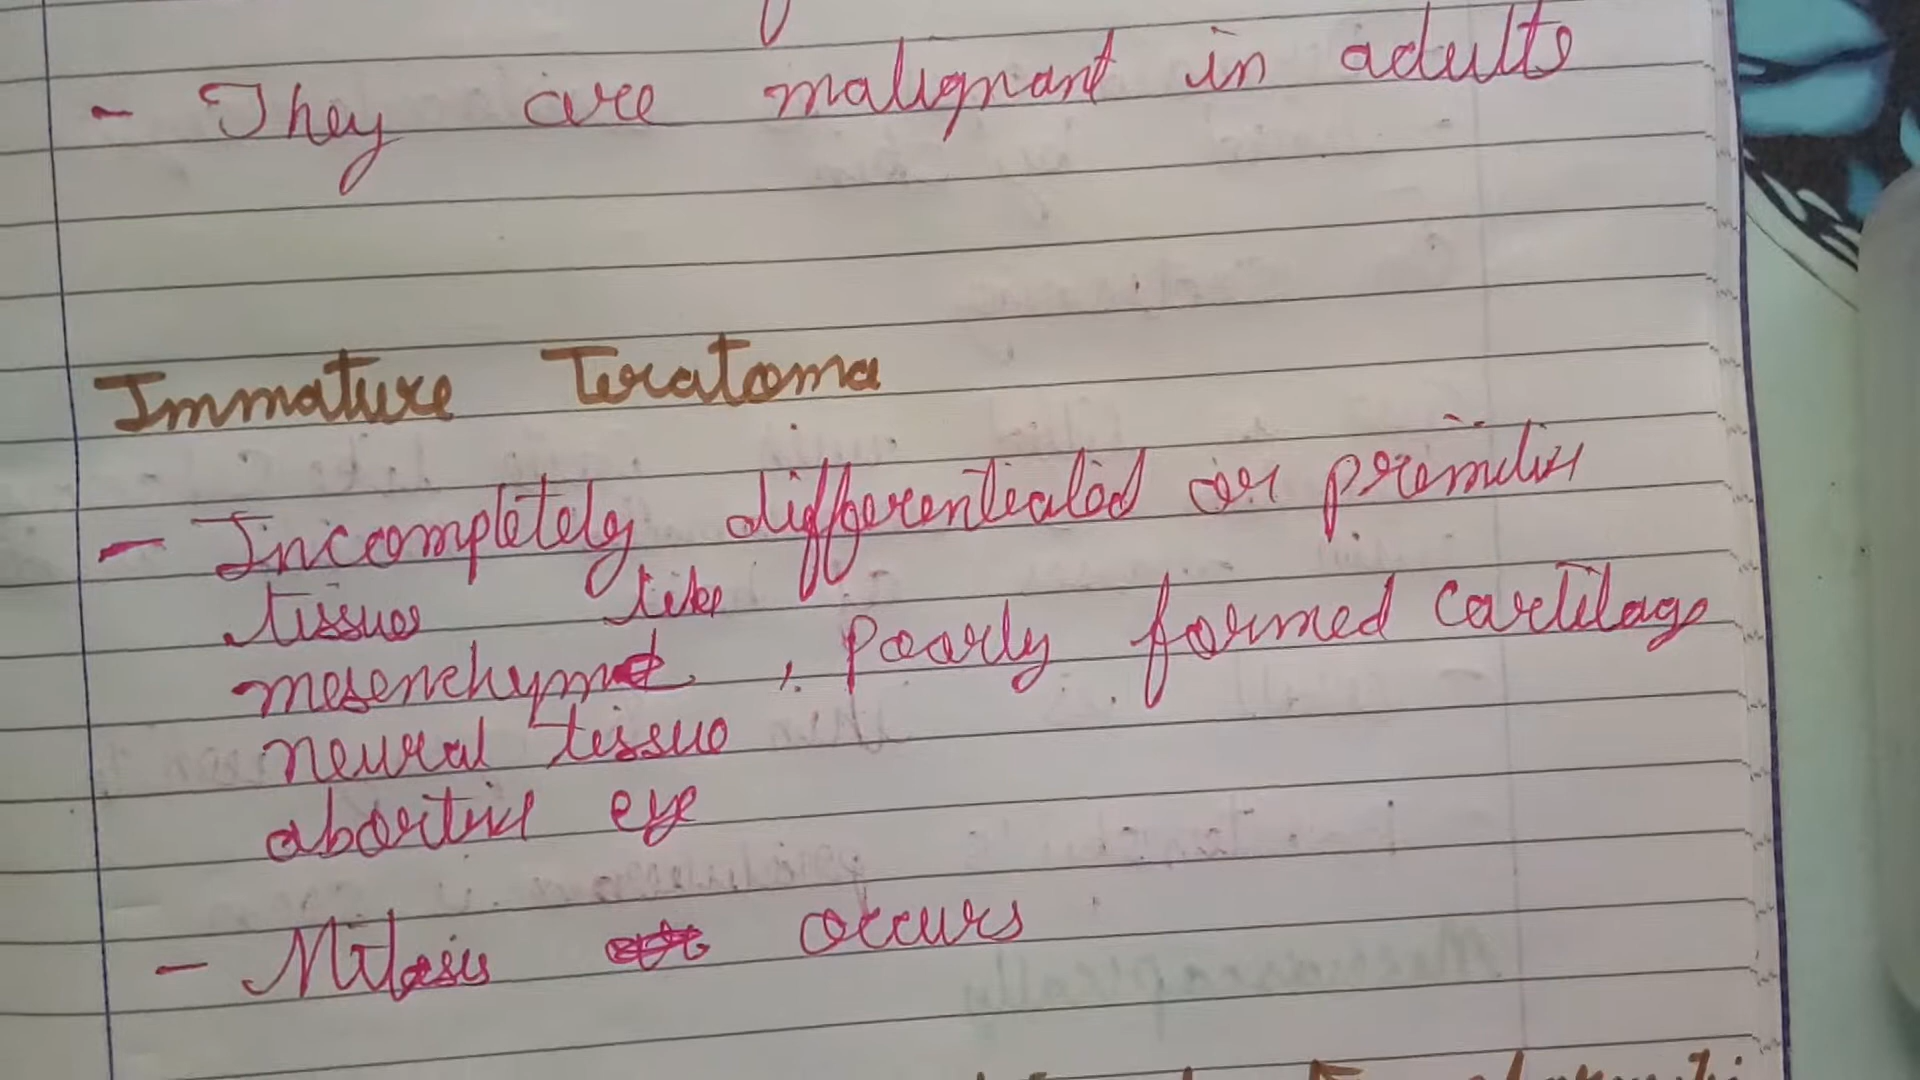 - They are malignant in adults
Immature Teratoma
- Incompletely differentiated or primitive
tissues like
mesenchyme, poorly formed cartilage
neural tissue
abortive eye
- Mitosis occurs